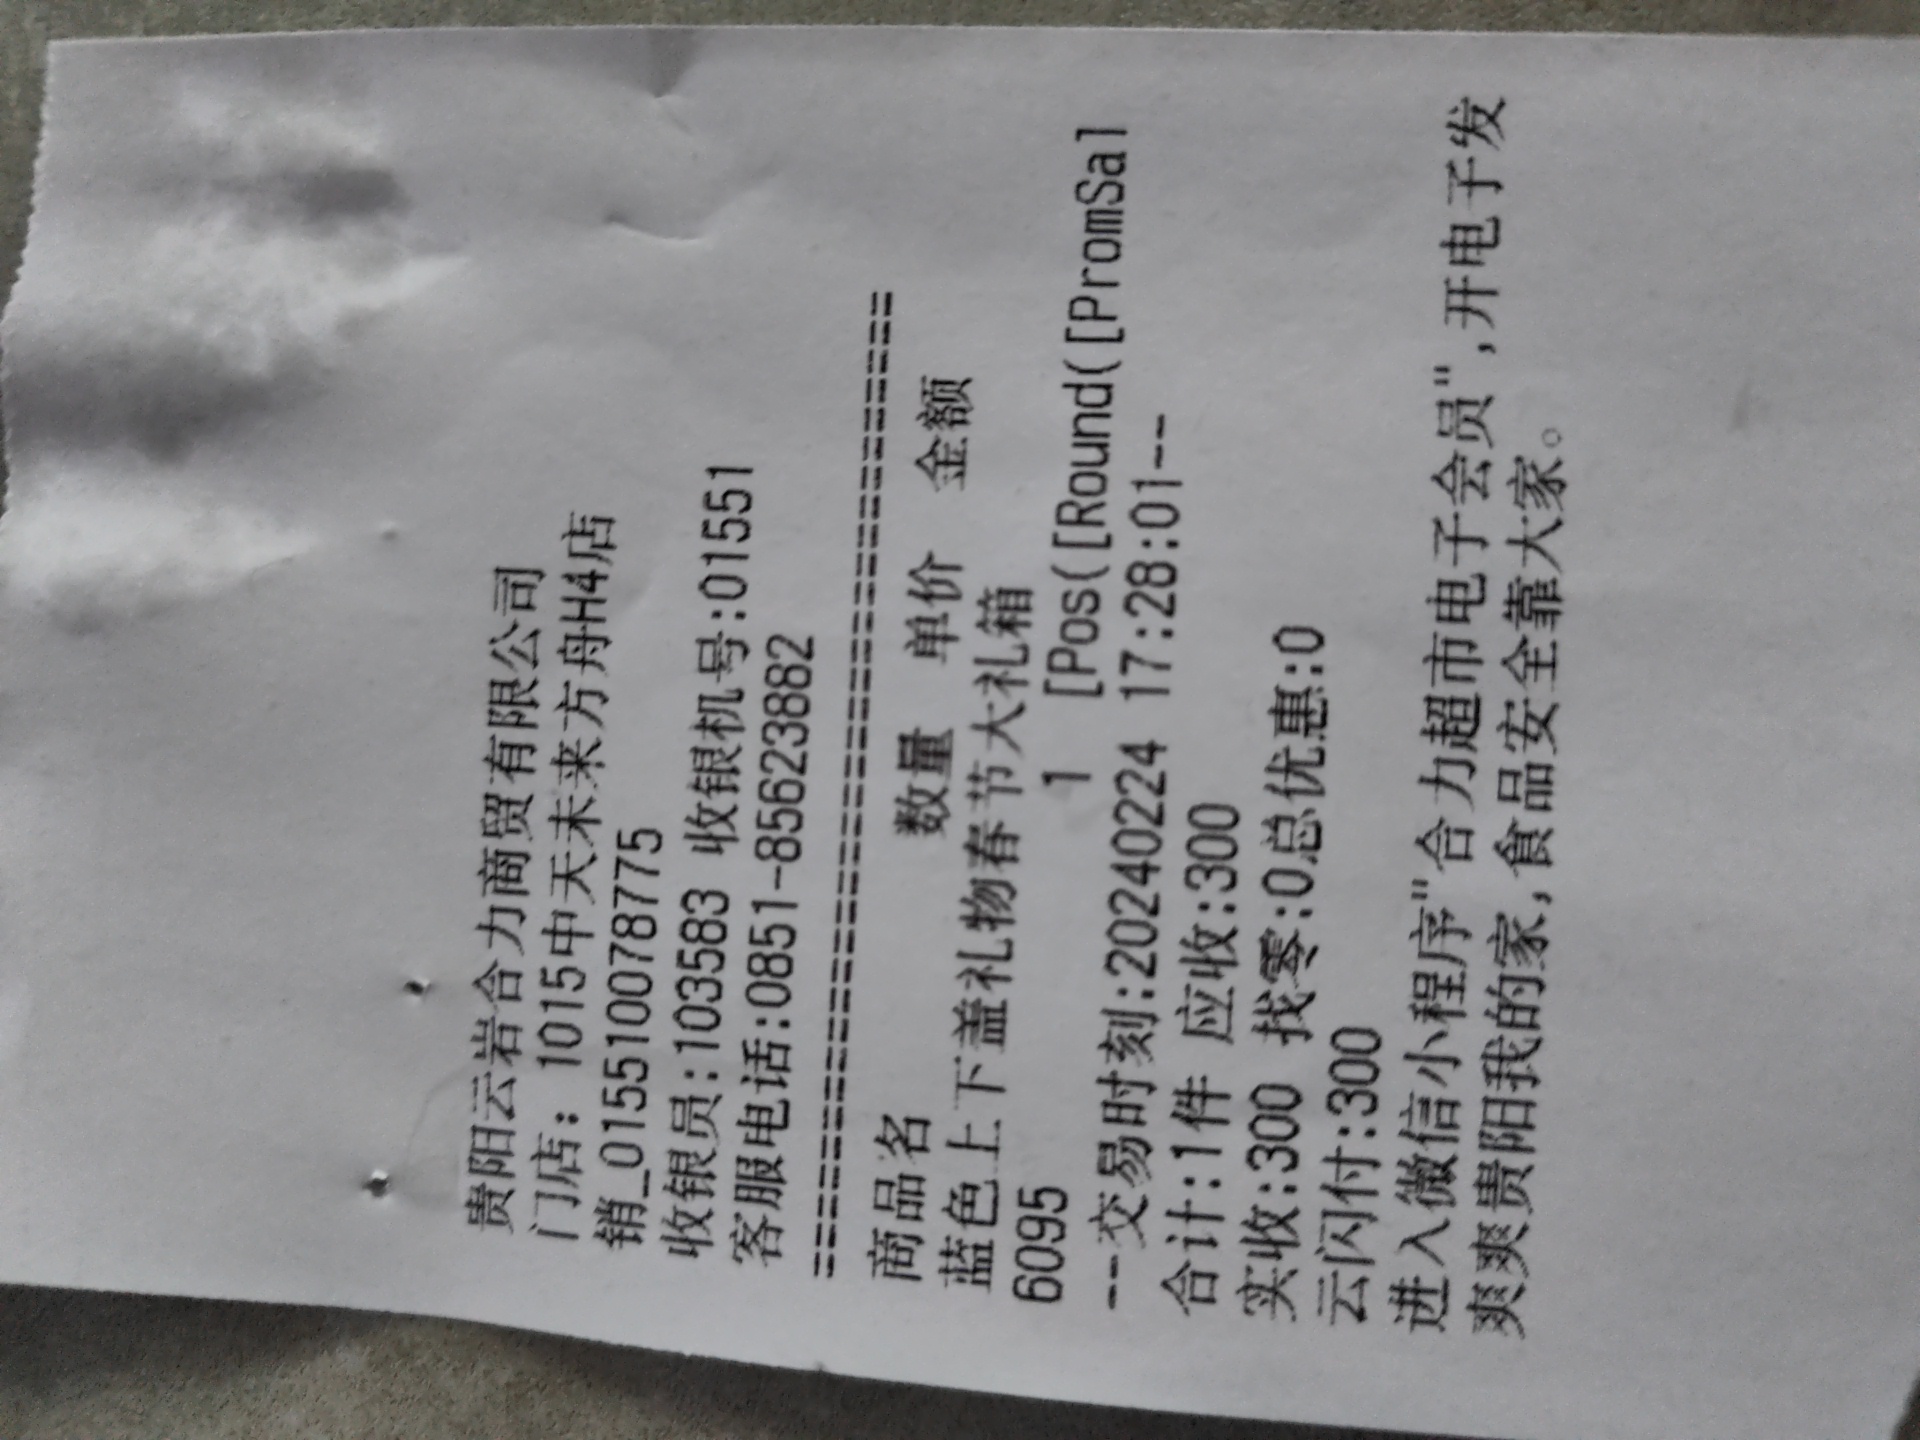 贵阳云岩合力商贸有限公司
门店：1015中天未来方舟H4店
销_015510078775
收银员:103583 收银机号:01551
客服电话:0851-85623882
==========================================
商品名 数量 单价 金额
蓝色上下盖礼物春节大礼箱
6095 1 [Pos([Round([PromSal
---交易时刻:20240224 17:28:01--
合计:1件 应收:300
实收:300 找零:0总优惠:0
云闪付:300
进入微信小程序"合力超市电子会员",开电子发
爽爽贵阳我的家,食品安全靠大家。